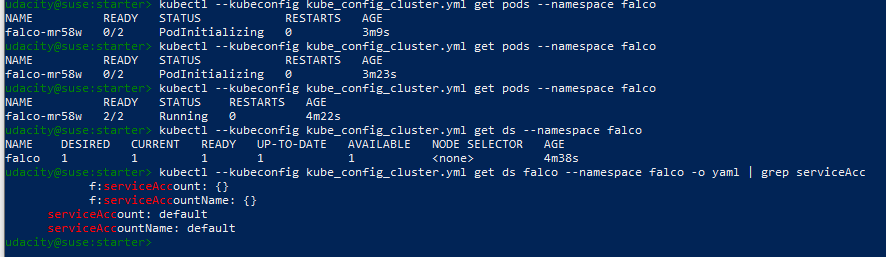 udacity@suse:starter> kubectl --kubeconfig kube_config_cluster.yml get pods --namespace falco
NAME READY STATUS RESTARTS AGE
falco-mr58w 0/2 PodInitializing 0 3m9s
udacity@suse:starter> kubectl --kubeconfig kube_config_cluster.yml get pods --namespace falco
NAME READY STATUS RESTARTS AGE
falco-mr58w 0/2 PodInitializing 0 3m23s
udacity@suse:starter> kubectl --kubeconfig kube_config_cluster.yml get pods --namespace falco
NAME READY STATUS RESTARTS AGE
falco-mr58w 2/2 Running 0 4m22s
udacity@suse:starter> kubectl --kubeconfig kube_config_cluster.yml get ds --namespace falco
NAME DESIRED CURRENT READY UP-TO-DATE AVAILABLE NODE SELECTOR AGE
falco 1 1 1 1 1 <none> 4m38s
udacity@suse:starter> kubectl --kubeconfig kube_config_cluster.yml get ds falco --namespace falco -o yaml | grep serviceAcc
f:serviceAccount: {}
f:serviceAccountName: {}
serviceAccount: default
serviceAccountName: default
udacity@suse:starter>